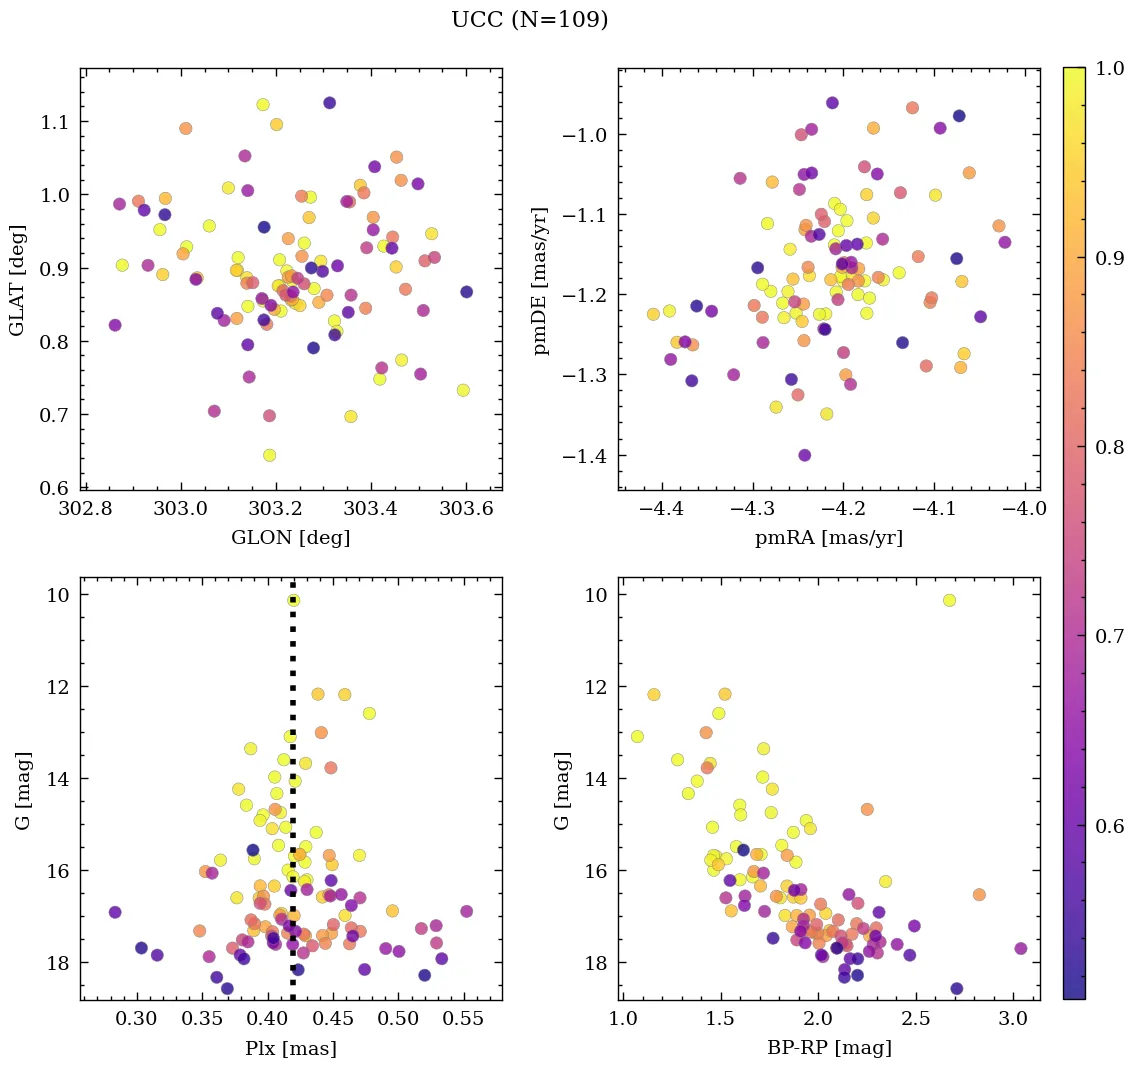 UCC (N=109)
1.1
1.0
0.9
0.8
0.7
0.6
GLAT [deg]
302.8 303.0 303.2 303.4 303.6
GLON [deg]
−1.0
−1.1
−1.2
−1.3
−1.4
pmDE [mas/yr]
−4.4 −4.3 −4.2 −4.1 −4.0
pmRA [mas/yr]
10
12
14
16
18
G [mag]
0.30 0.35 0.40 0.45 0.50 0.55
Plx [mas]
10
12
14
16
18
G [mag]
1.0 1.5 2.0 2.5 3.0
BP-RP [mag]
1.0
0.9
0.8
0.7
0.6